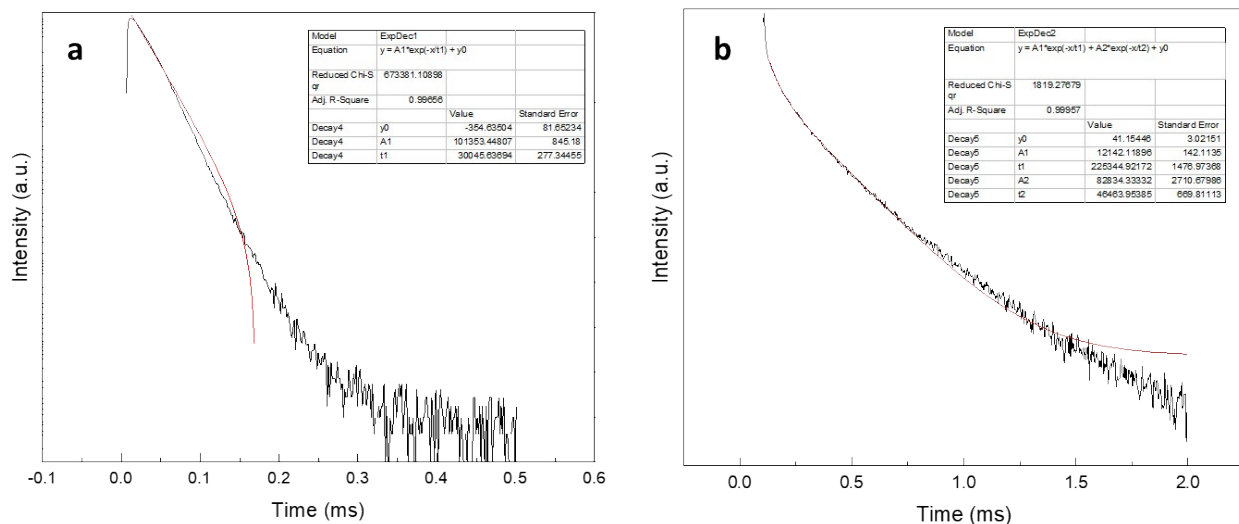 a
Model ExpDec1
Equation y = A1*exp(-x/t1) + y0
Reduced Chi-S
qr 673381.10898
Adj. R-Square 0.99656
Value Standard Error
Decay4 y0 -354.63504 81.65234
Decay4 A1 101353.44807 845.18
Decay4 t1 30045.63694 277.34455
Intensity (a.u.)
-0.1 0.0 0.1 0.2 0.3 0.4 0.5 0.6
Time (ms)
b
Model ExpDec2
Equation y = A1*exp(-x/t1) + A2*exp(-x/t2) + y0
Reduced Chi-S
qr 1819.27679
Adj. R-Square 0.99957
Value Standard Error
Decay5 y0 41.15446 3.02151
Decay5 A1 12142.11896 142.1135
Decay5 t1 225344.92172 1476.97368
Decay5 A2 82834.33332 2710.67986
Decay5 t2 46463.95385 669.81113
Intensity (a.u.)
0.0 0.5 1.0 1.5 2.0
Time (ms)